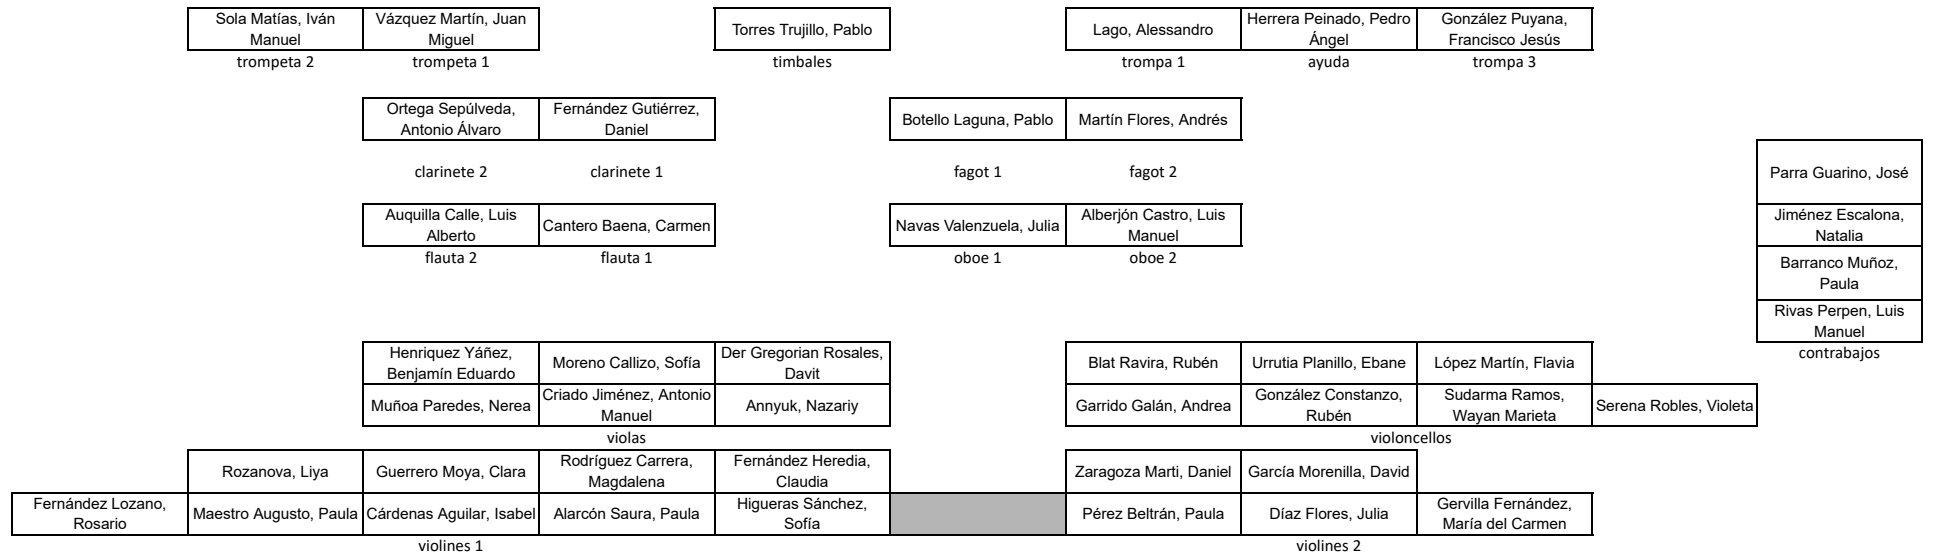 Sola Matías, Iván
Manuel
Vázquez Martín, Juan
Miguel
Torres Trujillo, Pablo
Lago, Alessandro
Herrera Peinado, Pedro
Ángel
González Puyana,
Francisco Jesús
trompeta 2
trompeta 1
timbales
trompa 1
ayuda
trompa 3
Ortega Sepúlveda,
Antonio Álvaro
Fernández Gutiérrez,
Daniel
Botello Laguna, Pablo
Martín Flores, Andrés
clarinete 2
clarinete 1
fagot 1
fagot 2
Parra Guarino, José
Auquilla Calle, Luis
Alberto
Cantero Baena, Carmen
Navas Valenzuela, Julia
Alberjón Castro, Luis
Manuel
Jiménez Escalona,
Natalia
flauta 2
flauta 1
oboe 1
oboe 2
Barranco Muñoz,
Paula
Rivas Perpen, Luis
Manuel
contrabajos
Henriquez Yáñez,
Benjamín Eduardo
Moreno Callizo, Sofía
Der Gregorian Rosales,
Davit
Blat Ravira, Rubén
Urrutia Planillo, Ebane
López Martín, Flavia
Muñoa Paredes, Nerea
Criado Jiménez, Antonio
Manuel
Annyuk, Nazariy
Garrido Galán, Andrea
González Constanzo,
Rubén
Sudarma Ramos,
Wayan Marieta
Serena Robles, Violeta
violas
violoncellos
Rozanova, Liya
Guerrero Moya, Clara
Rodríguez Carrera,
Magdalena
Fernández Heredia,
Claudia
Zaragoza Marti, Daniel
García Morenilla, David
Fernández Lozano,
Rosario
Maestro Augusto, Paula
Cárdenas Aguilar, Isabel
Alarcón Saura, Paula
Higueras Sánchez,
Sofía
Pérez Beltrán, Paula
Díaz Flores, Julia
Gervilla Fernández,
María del Carmen
violines 1
violines 2